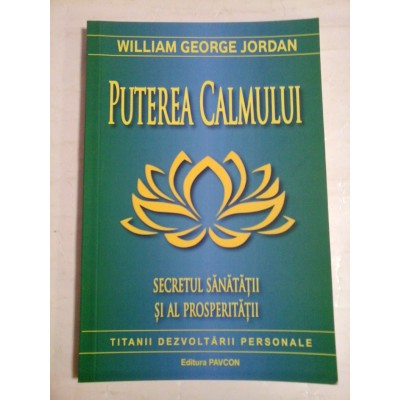 WILLIAM GEORGE JORDAN
PUTEREA CALMULUI
SECRETUL SĂNĂTĂȚII
ȘI AL PROSPERITĂȚII
TITANII DEZVOLTĂRII PERSONALE
Editura PAVCON